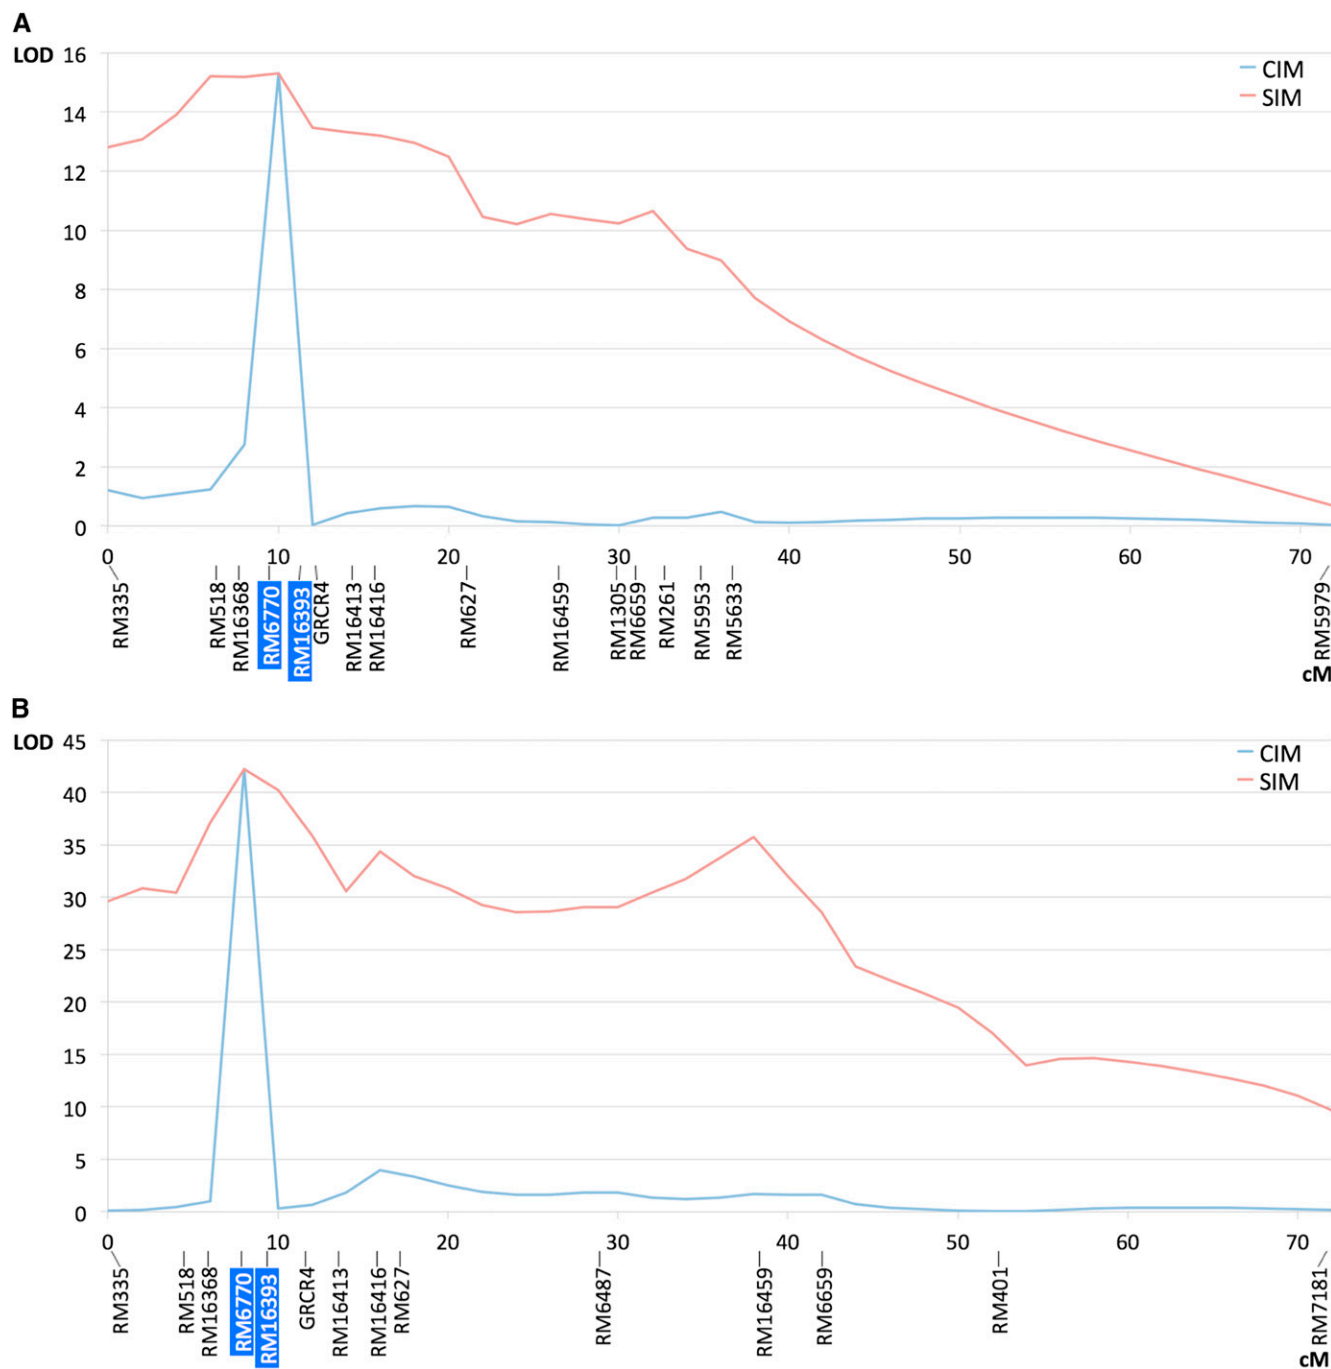 A
LOD
16
14
12
10
8
6
4
2
0
CIM
SIM
0 10 20 30 40 50 60 70
RM335
RM518
RM16368
RM6770
RM16393
GRCR4
RM16413
RM16416
RM627
RM16459
RM1305
RM6659
RM261
RM5953
RM5633
RM5979
cM
B
LOD
45
40
35
30
25
20
15
10
5
0
CIM
SIM
0 10 20 30 40 50 60 70
RM335
RM518
RM16368
RM6770
RM16393
GRCR4
RM16413
RM16416
RM627
RM6487
RM16459
RM6659
RM401
RM7181
cM